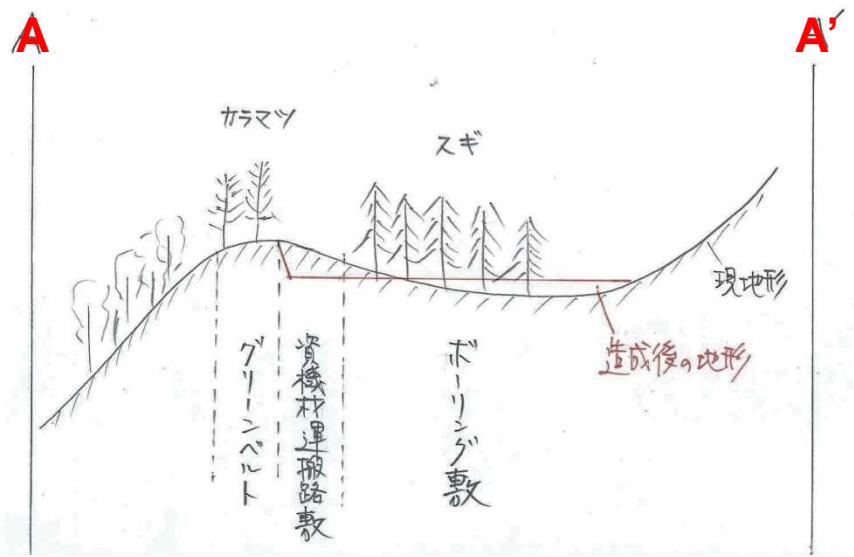 A
A'
カラマツ
スギ
現地形
造成後の地形
グリーンベルト
資機材運搬路敷
ボーリング敷